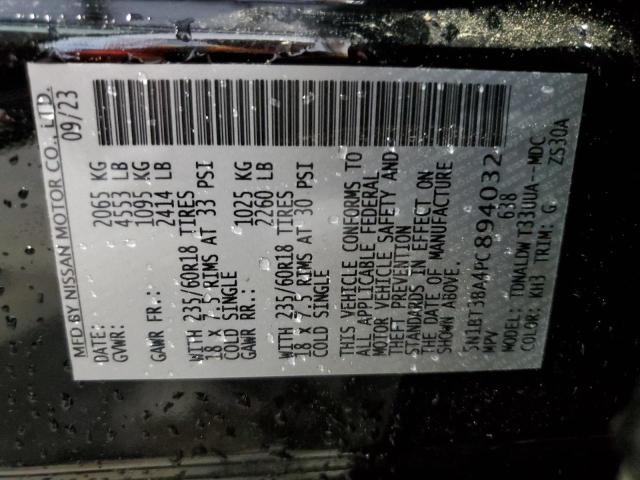 MFD BY NISSAN MOTOR CO., LTD.
DATE: 09/23
GVWR: 2065 KG
4553 LB
GAWR FR.: 1095 KG
2414 LB
WITH 235/60R18 TIRES
18 X 7.5 RIMS AT 33 PSI
COLD SINGLE
GAWR RR.: 1025 KG
2260 LB
WITH 235/60R18 TIRES
18 X 7.5 RIMS AT 30 PSI
COLD SINGLE
THIS VEHICLE CONFORMS TO
ALL APPLICABLE FEDERAL
MOTOR VEHICLE SAFETY AND
THEFT PREVENTION
STANDARDS IN EFFECT ON
THE DATE OF MANUFACTURE
SHOWN ABOVE.
5N1BT3BA4PC894032
MPV 638
MODEL: TDNALDW T33UUA--MDC
COLOR: KH3 TRIM: G ZS30A